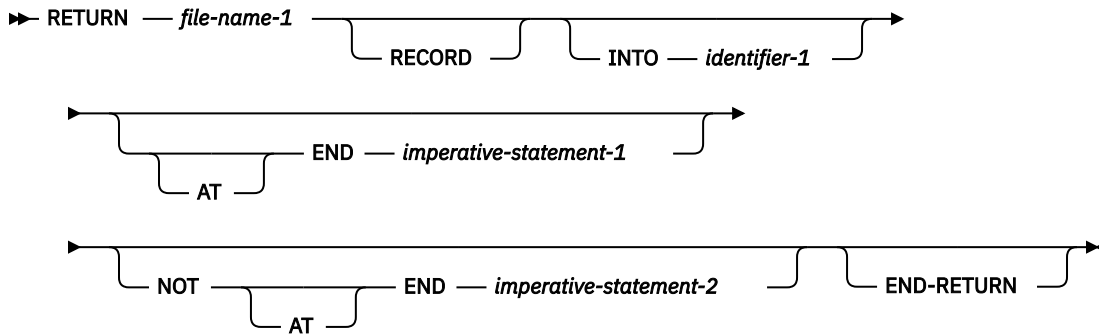 RETURN file-name-1
RECORD INTO identifier-1
END imperative-statement-1
AT
NOT END imperative-statement-2 END-RETURN
AT